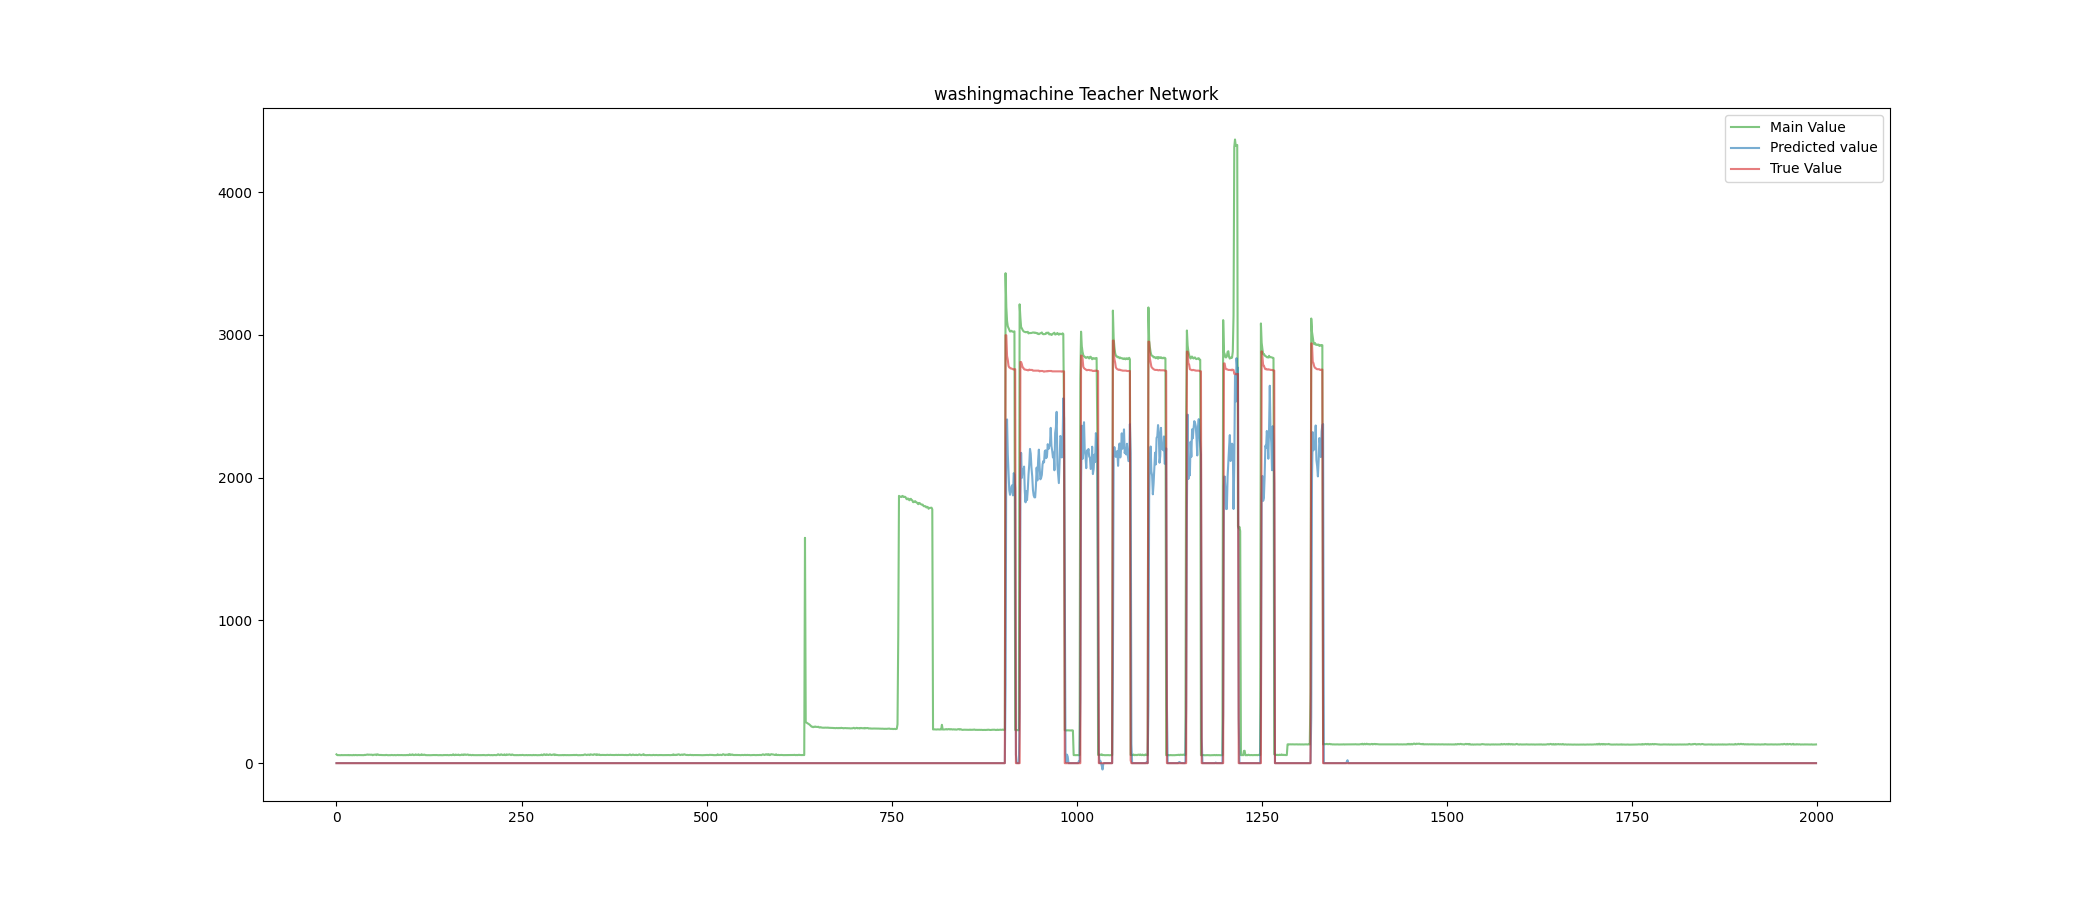 washingmachine Teacher Network
Main Value
Predicted value
True Value
4000
3000
2000
1000
0
0 250 500 750 1000 1250 1500 1750 2000